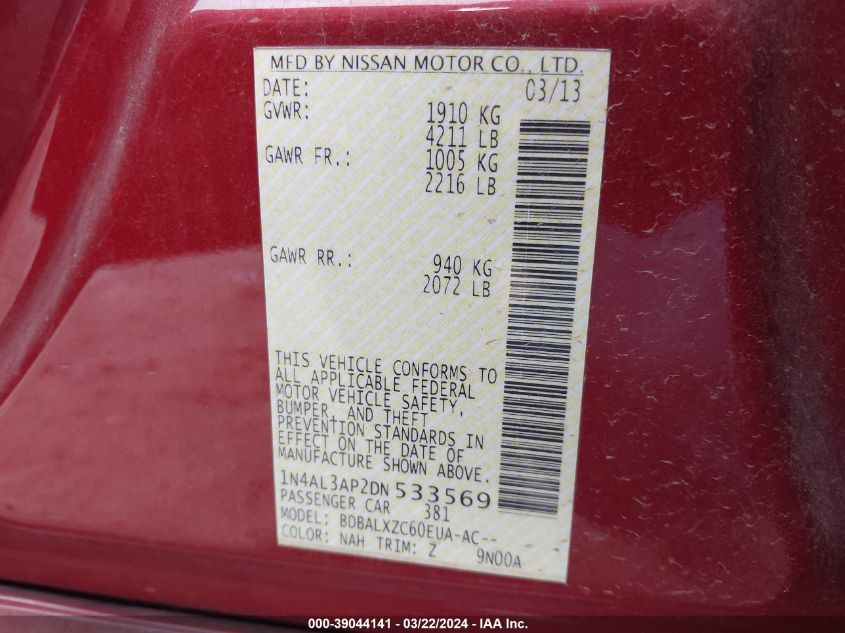 MFD BY NISSAN MOTOR CO., LTD.
DATE: 03/13
GVWR: 1910 KG
4211 LB
GAWR FR.: 1005 KG
2216 LB
GAWR RR.: 940 KG
2072 LB
THIS VEHICLE CONFORMS TO
ALL APPLICABLE FEDERAL
MOTOR VEHICLE SAFETY,
BUMPER, AND THEFT
PREVENTION STANDARDS IN
EFFECT ON THE DATE OF
MANUFACTURE SHOWN ABOVE.
1N4AL3AP2DN 533569
PASSENGER CAR 381
MODEL: BDBALXZC60EUA-AC--
COLOR: NAH TRIM: Z 9N00A
000-39044141 - 03/22/2024 - IAA Inc.